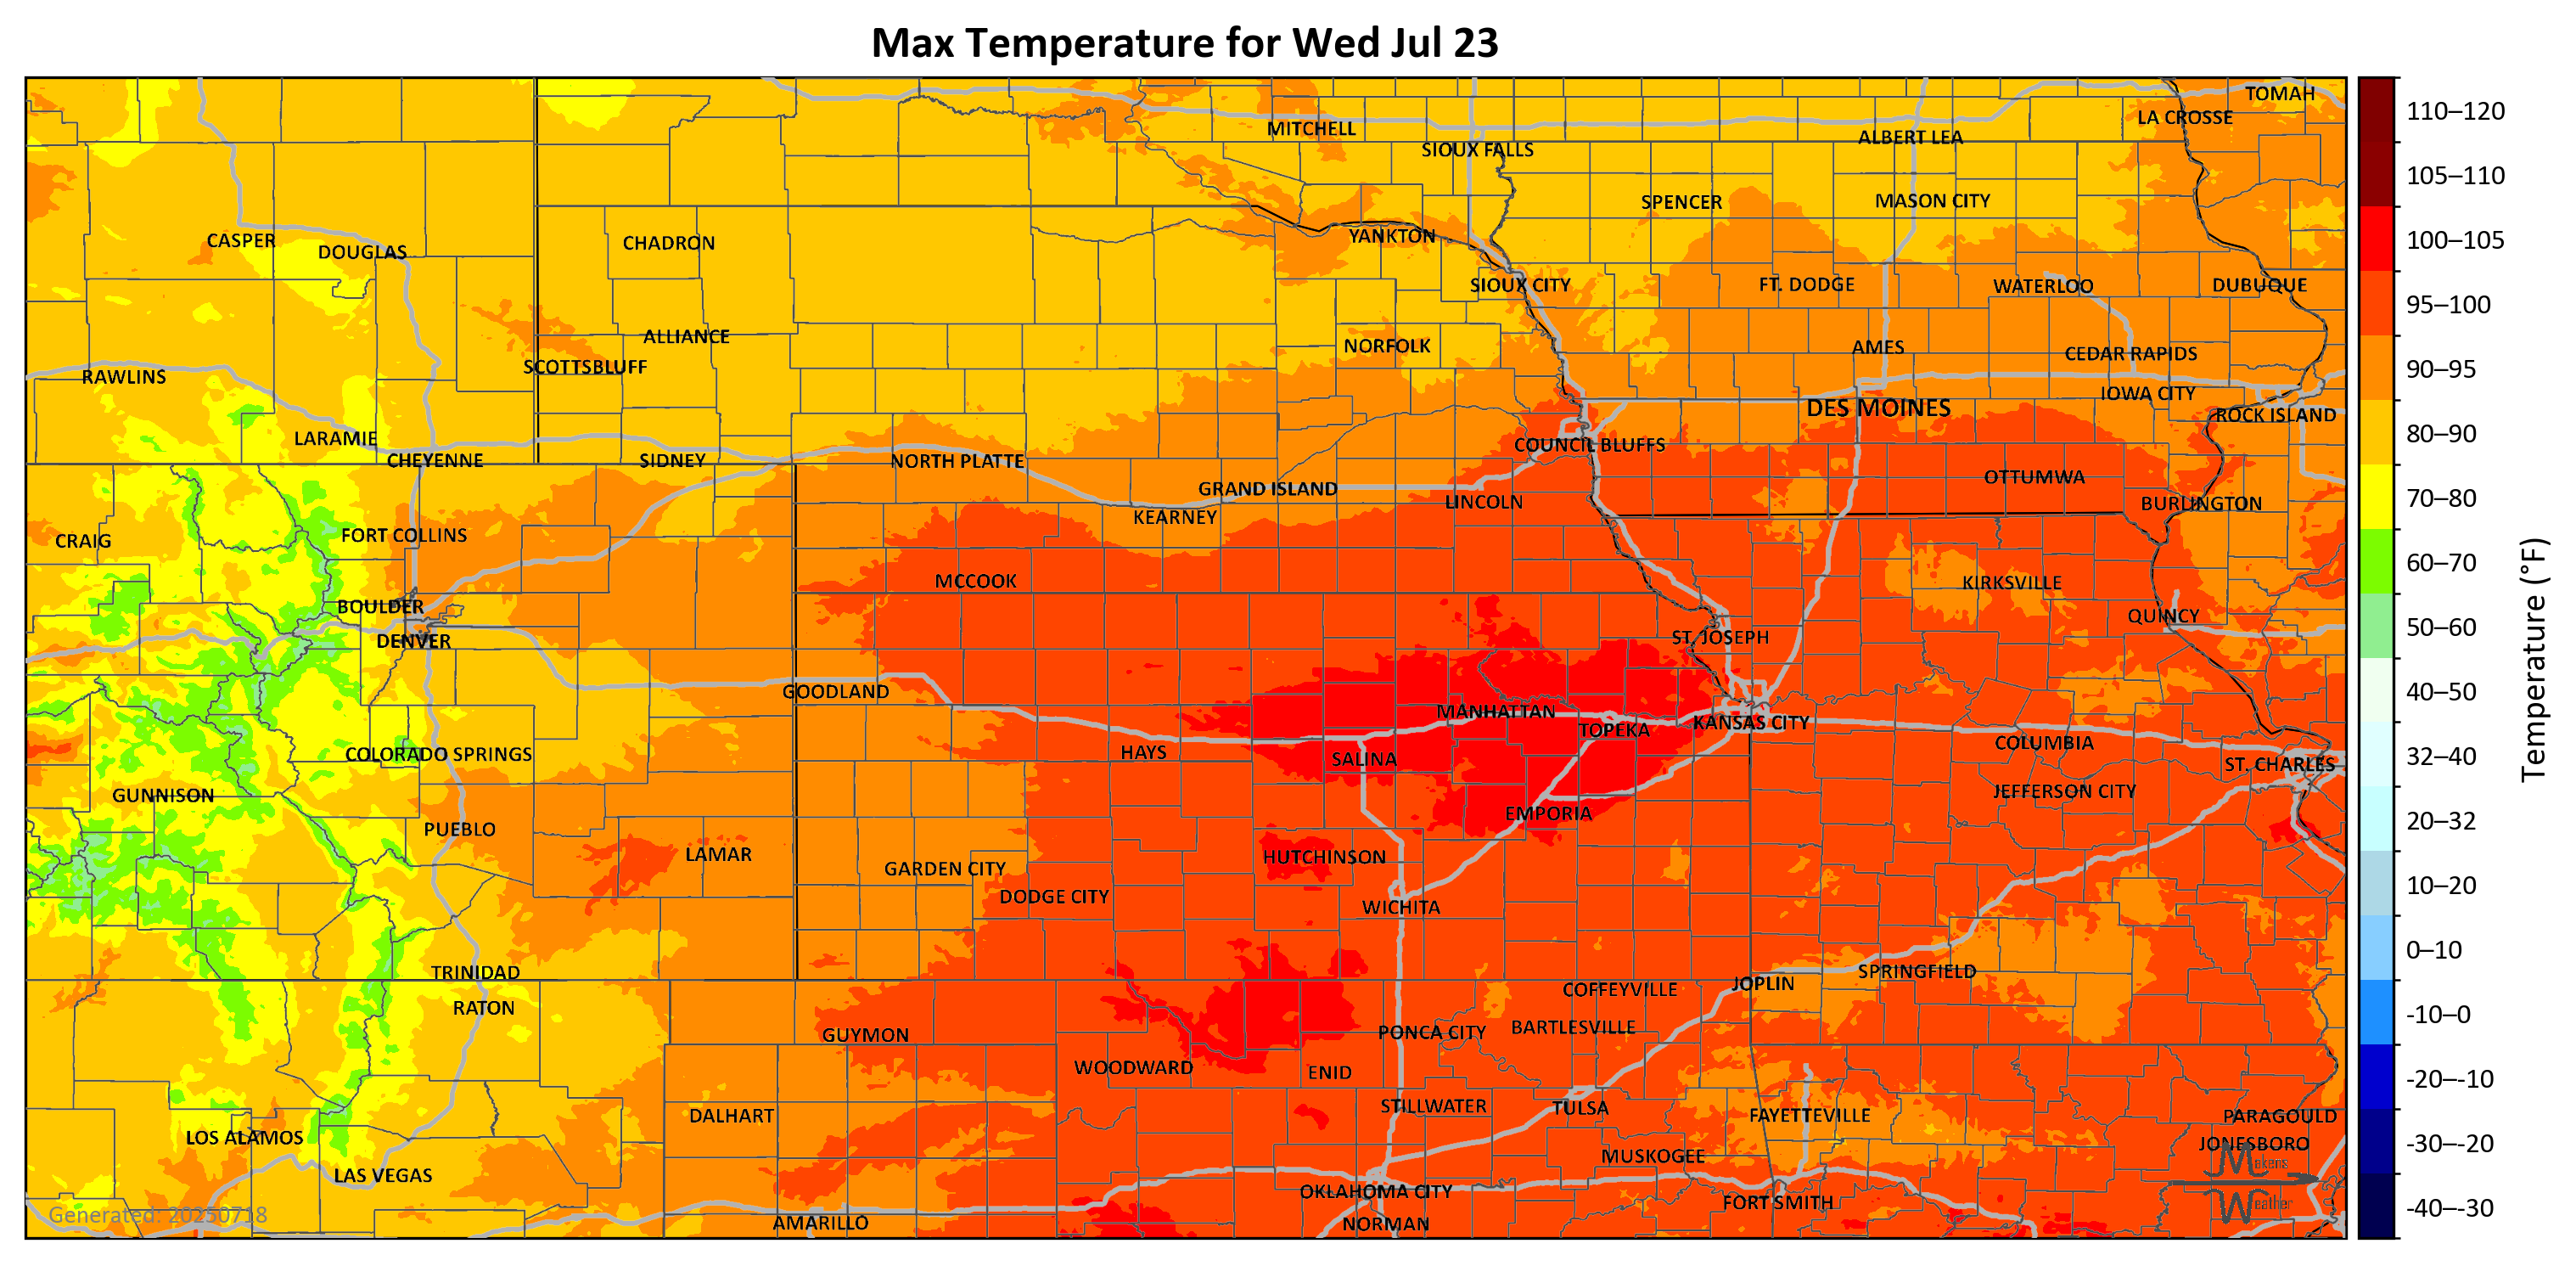 Max Temperature for Wed Jul 23
TOMAH
LA CROSSE
MITCHELL
ALBERT LEA
SIOUX FALLS
SPENCER
MASON CITY
CASPER
DOUGLAS
CHADRON
YANKTON
SIOUX CITY
FT. DODGE
WATERLOO
DUBUQUE
ALLIANCE
NORFOLK
AMES
CEDAR RAPIDS
SCOTTSBLUFF
RAWLINS
IOWA CITY
DES MOINES
ROCK ISLAND
LARAMIE
COUNCIL BLUFFS
CHEYENNE
SIDNEY
NORTH PLATTE
OTTUMWA
GRAND ISLAND
LINCOLN
BURLINGTON
KEARNEY
FORT COLLINS
CRAIG
MCCOOK
KIRKSVILLE
BOULDER
QUINCY
DENVER
ST. JOSEPH
GOODLAND
MANHATTAN
KANSAS CITY
TOPEKA
COLUMBIA
HAYS
COLORADO SPRINGS
SALINA
ST. CHARLES
GUNNISON
JEFFERSON CITY
EMPORIA
PUEBLO
LAMAR
HUTCHINSON
GARDEN CITY
DODGE CITY
WICHITA
TRINIDAD
SPRINGFIELD
JOPLIN
COFFEYVILLE
RATON
BARTLESVILLE
GUYMON
PONCA CITY
WOODWARD
ENID
STILLWATER
TULSA
DALHART
FAYETTEVILLE
PARAGOULD
LOS ALAMOS
JONESBORO
MUSKOGEE
LAS VEGAS
OKLAHOMA CITY
FORT SMITH
AMARILLO
NORMAN
Makens
Weather
Generated: 20250718
110–120
105–110
100–105
95–100
90–95
80–90
70–80
60–70
50–60
40–50
32–40
20–32
10–20
0–10
-10–0
-20–-10
-30–-20
-40–-30
Temperature (°F)